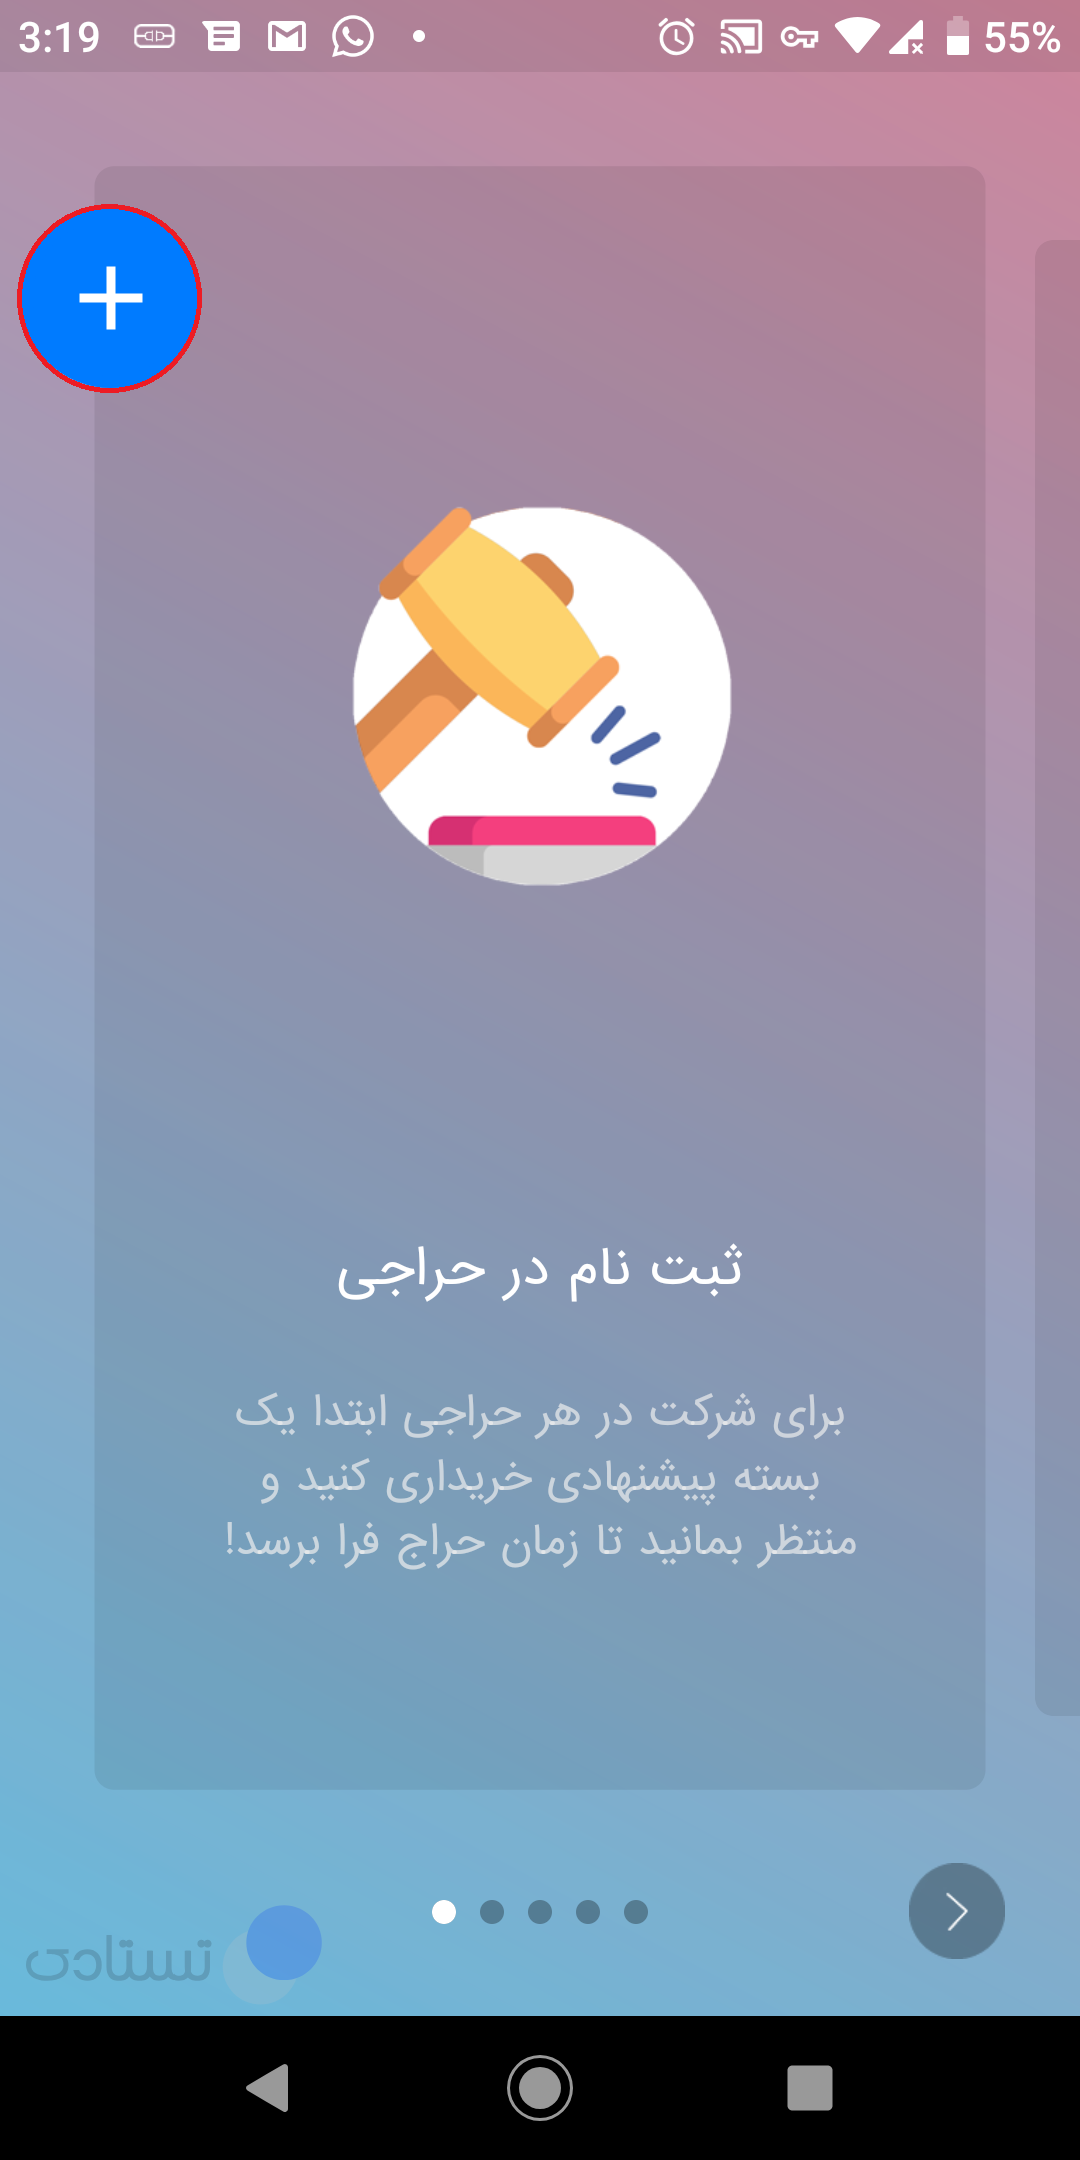 3:19
55%
ثبت نام در حراجی
برای شرکت در هر حراجی ابتدا یک
بسته پیشنهادی خریداری کنید و
منتظر بمانید تا زمان حراج فرا برسد!
تستادی